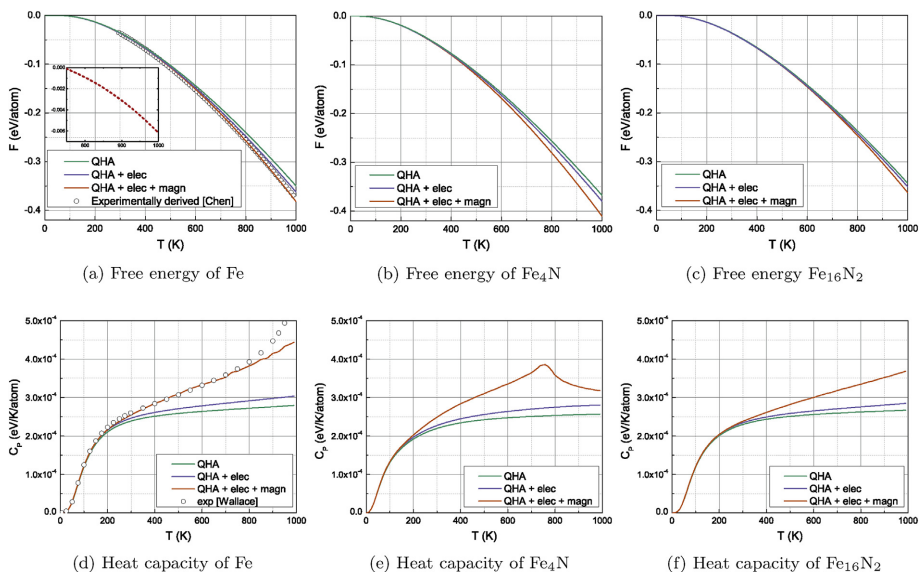 0.0
-0.1
-0.2
-0.3
-0.4
F (eV/atom)
0.000
-0.002
-0.004
-0.006
800
900
1000
QHA
QHA + elec
QHA + elec + magn
Experimentally derived [Chen]
0 200 400 600 800 1000
T (K)
(a) Free energy of Fe
0.0
-0.1
-0.2
-0.3
-0.4
F (eV/atom)
QHA
QHA + elec
QHA + elec + magn
0 200 400 600 800 1000
T (K)
(b) Free energy of Fe4N
0.0
-0.1
-0.2
-0.3
-0.4
F (eV/atom)
QHA
QHA + elec
QHA + elec + magn
0 200 400 600 800 1000
T (K)
(c) Free energy Fe16N2
5.0x10-4
4.0x10-4
3.0x10-4
2.0x10-4
1.0x10-4
0.0
CP (eV/K/atom)
QHA
QHA + elec
QHA + elec + magn
exp [Wallace]
0 200 400 600 800 1000
T (K)
(d) Heat capacity of Fe
5.0x10-4
4.0x10-4
3.0x10-4
2.0x10-4
1.0x10-4
0.0
CP (eV/K/atom)
QHA
QHA + elec
QHA + elec + magn
0 200 400 600 800 1000
T (K)
(e) Heat capacity of Fe4N
5.0x10-4
4.0x10-4
3.0x10-4
2.0x10-4
1.0x10-4
0.0
CP (eV/K/atom)
QHA
QHA + elec
QHA + elec + magn
0 200 400 600 800 1000
T (K)
(f) Heat capacity of Fe16N2